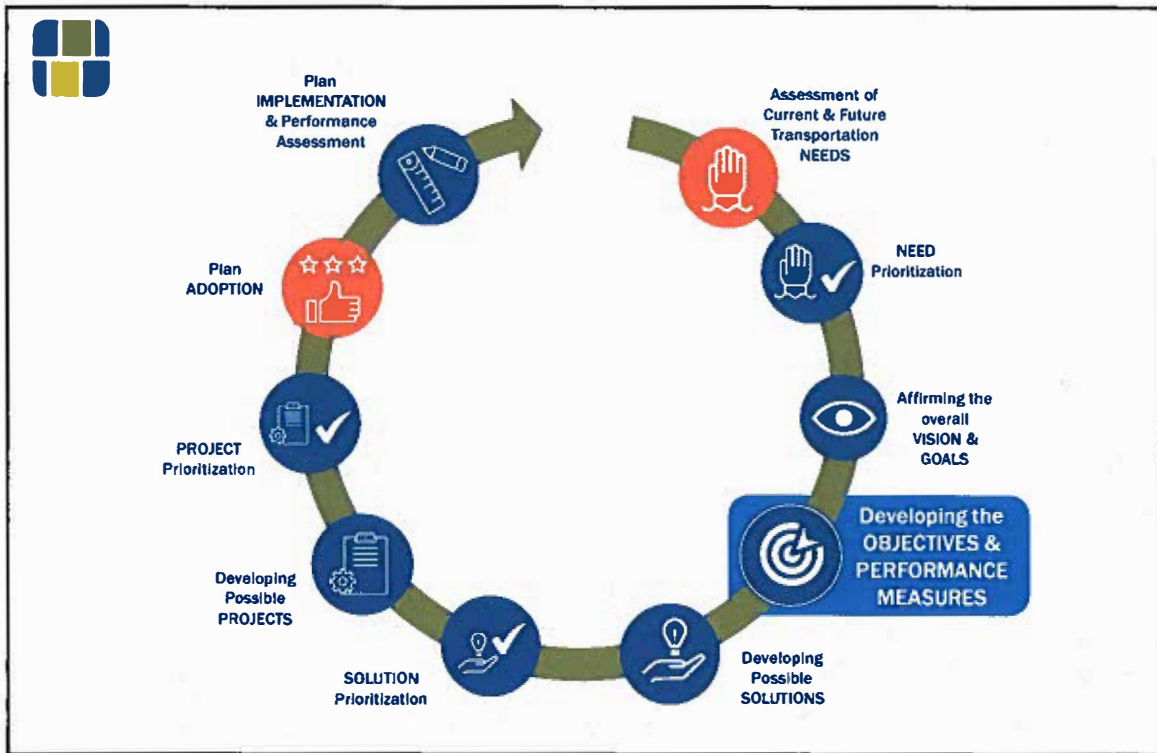 Assessment of
Current & Future
Transportation
NEEDS
NEED
Prioritization
Affirming the
overall
VISION &
GOALS
Developing the
OBJECTIVES &
PERFORMANCE
MEASURES
Developing
Possible
SOLUTIONS
SOLUTION
Prioritization
Developing
Possible
PROJECTS
PROJECT
Prioritization
Plan
ADOPTION
Plan
IMPLEMENTATION
& Performance
Assessment